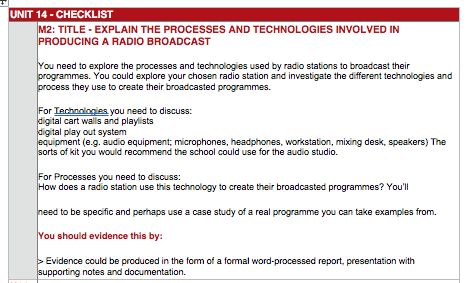 UNIT 14 - CHECKLIST
M2: TITLE - EXPLAIN THE PROCESSES AND TECHNOLOGIES INVOLVED IN
PRODUCING A RADIO BROADCAST
You need to explore the processes and technologies used by radio stations to broadcast their
programmes. You could explore your chosen radio station and investigate the different technologies and
process they use to create their broadcasted programmes.
For Technologies you need to discuss:
digital cart walls and playlists
digital play out system
equipment (e.g. audio equipment; microphones, headphones, workstation, mixing desk, speakers) The
sorts of kit you would recommend the school could use for the audio studio.
For Processes you need to discuss:
How does a radio station use this technology to create their broadcasted programmes? You'll
need to be specific and perhaps use a case study of a real programme you can take examples from.
You should evidence this by:
> Evidence could be produced in the form of a formal word-processed report, presentation with
supporting notes and documentation.